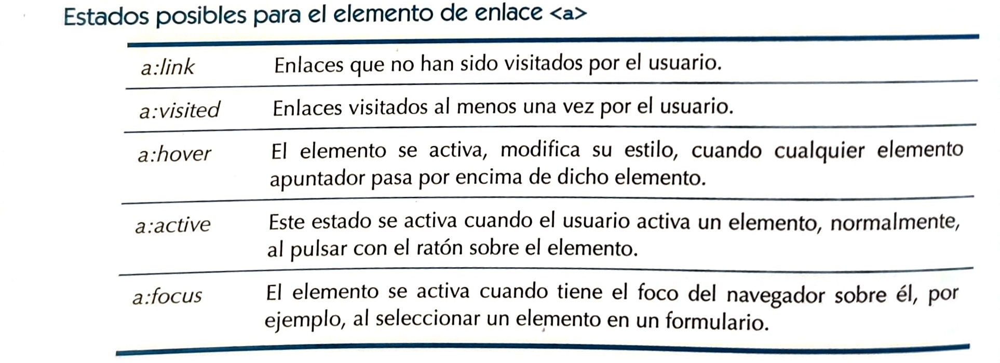 Estados posibles para el elemento de enlace <a>
a:link Enlaces que no han sido visitados por el usuario.
a:visited Enlaces visitados al menos una vez por el usuario.
a:hover El elemento se activa, modifica su estilo, cuando cualquier elemento
apuntador pasa por encima de dicho elemento.
a:active Este estado se activa cuando el usuario activa un elemento, normalmente,
al pulsar con el ratón sobre el elemento.
a:focus El elemento se activa cuando tiene el foco del navegador sobre él, por
ejemplo, al seleccionar un elemento en un formulario.